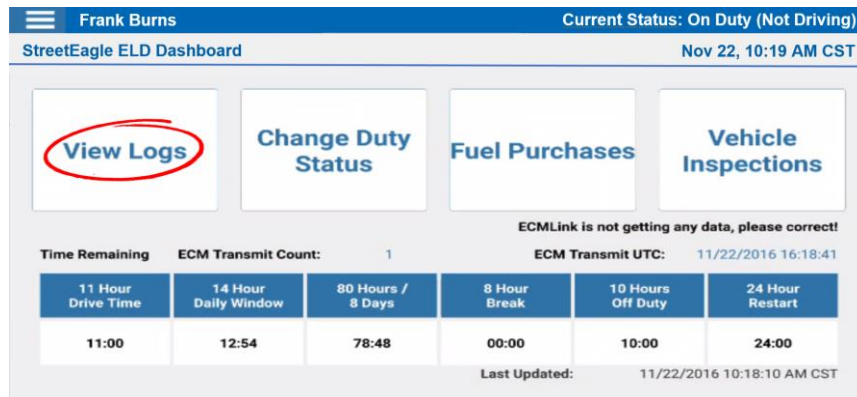 Frank Burns Current Status: On Duty (Not Driving)
StreetEagle ELD Dashboard Nov 22, 10:19 AM CST
View Logs
Change Duty
Status
Fuel Purchases
Vehicle
Inspections
ECMLink is not getting any data, please correct!
Time Remaining ECM Transmit Count: 1 ECM Transmit UTC: 11/22/2016 16:18:41
11 Hour
Drive Time
14 Hour
Daily Window
80 Hours /
8 Days
8 Hour
Break
10 Hours
Off Duty
24 Hour
Restart
11:00 12:54 78:48 00:00 10:00 24:00
Last Updated: 11/22/2016 10:18:10 AM CST